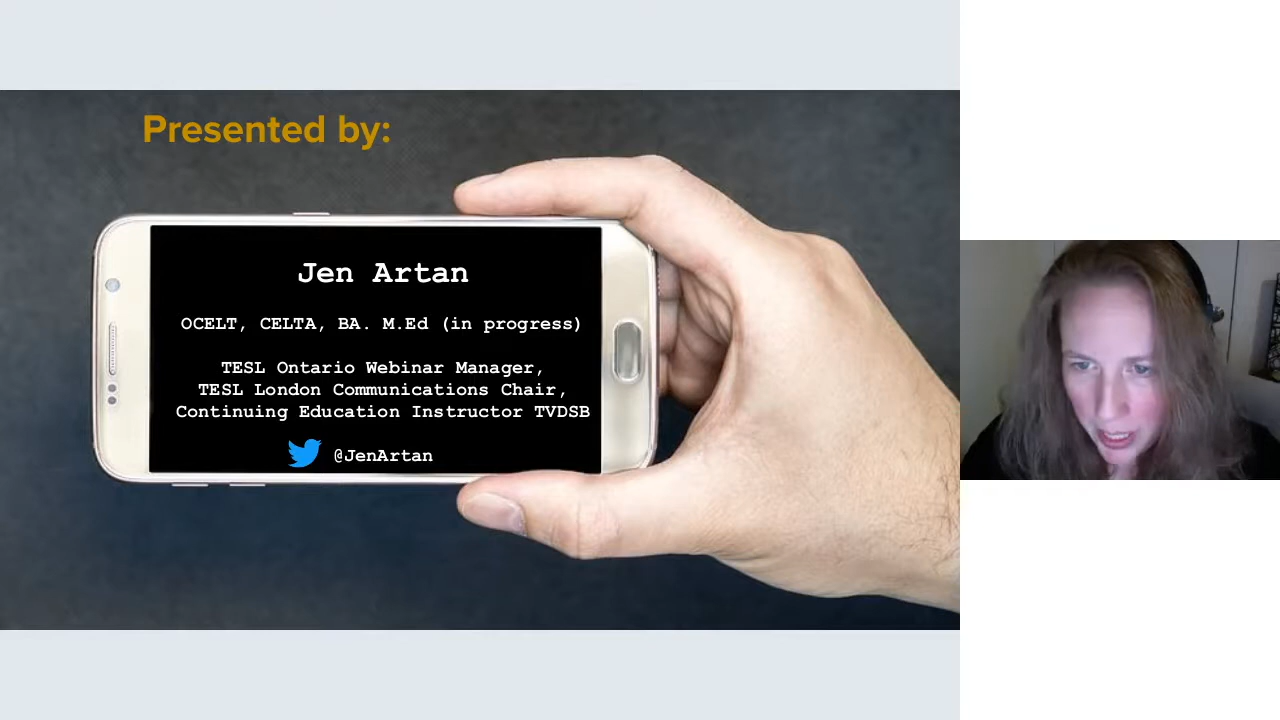 Presented by:
Jen Artan
OCELT, CELTA, BA. M.Ed (in progress)
TESL Ontario Webinar Manager,
TESL London Communications Chair,
Continuing Education Instructor TVDSB
@JenArtan